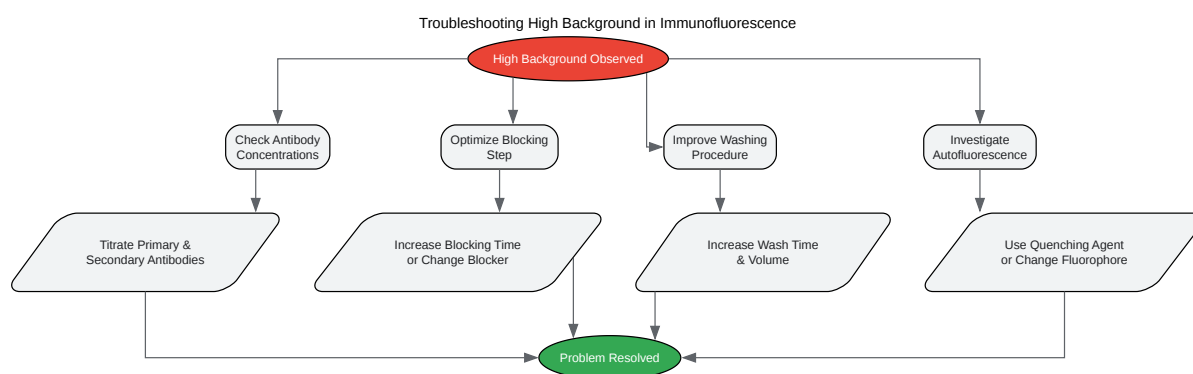 Troubleshooting High Background in Immunofluorescence
High Background Observed
Check Antibody
Concentrations
Optimize Blocking
Step
Improve Washing
Procedure
Investigate
Autofluorescence
Titrate Primary &
Secondary Antibodies
Increase Blocking Time
or Change Blocker
Increase Wash Time
& Volume
Use Quenching Agent
or Change Fluorophore
Problem Resolved